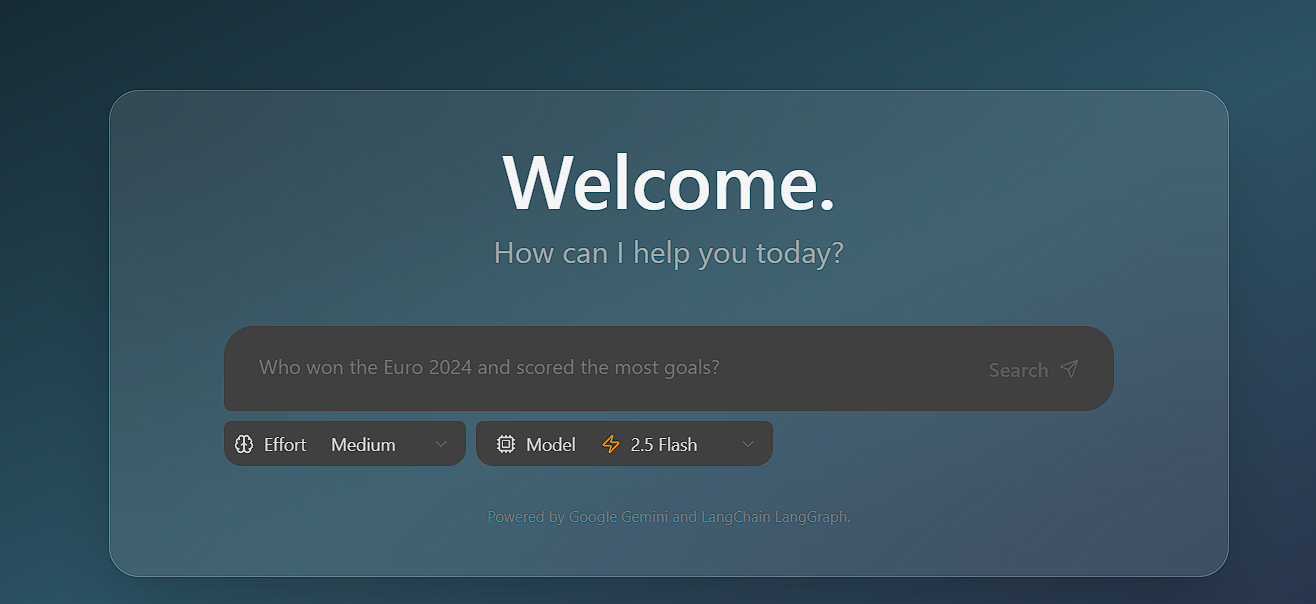 Welcome.
How can I help you today?
Who won the Euro 2024 and scored the most goals?
Search
Effort Medium
Model 2.5 Flash
Powered by Google Gemini and LangChain LangGraph.